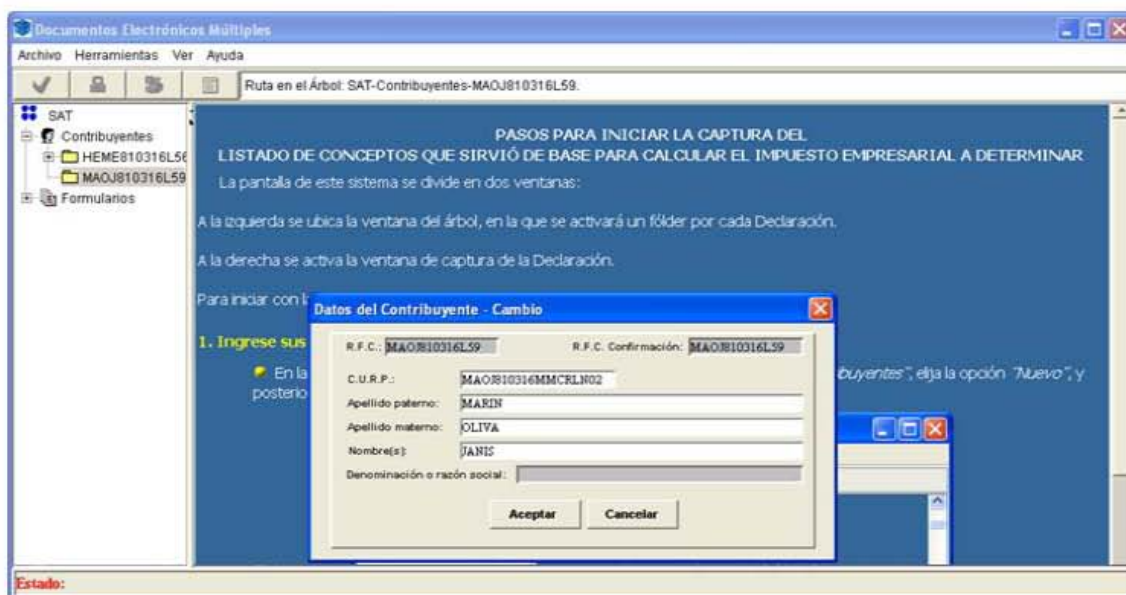 Documentos Electrónicos Múltiples
Archivo Herramientas Ver Ayuda
Ruta en el Árbol: SAT-Contribuyentes-MAOJ810316L59.
SAT
Contribuyentes
HEME810316L56
MAOJ810316L59
Formularios
PASOS PARA INICIAR LA CAPTURA DEL
LISTADO DE CONCEPTOS QUE SIRVIÓ DE BASE PARA CALCULAR EL IMPUESTO EMPRESARIAL A DETERMINAR
La pantalla de este sistema se divide en dos ventanas:
A la izquierda se ubica la ventana del árbol, en la que se activará un fólder por cada Declaración.
A la derecha se activa la ventana de captura de la Declaración.
Para iniciar con
1. Ingrese sus
En la
buyentes", elija la opción "Nuevo", y
posterio
Datos del Contribuyente - Cambio
R.F.C.: MAOJ810316L59 R.F.C. Confirmación: MAOJ810316L59
C.U.R.P.: MAOJ810316MMCRLN02
Apellido paterno: MARIN
Apellido materno: OLIVA
Nombre(s): JANIS
Denominación o razón social:
Aceptar Cancelar
Estado: